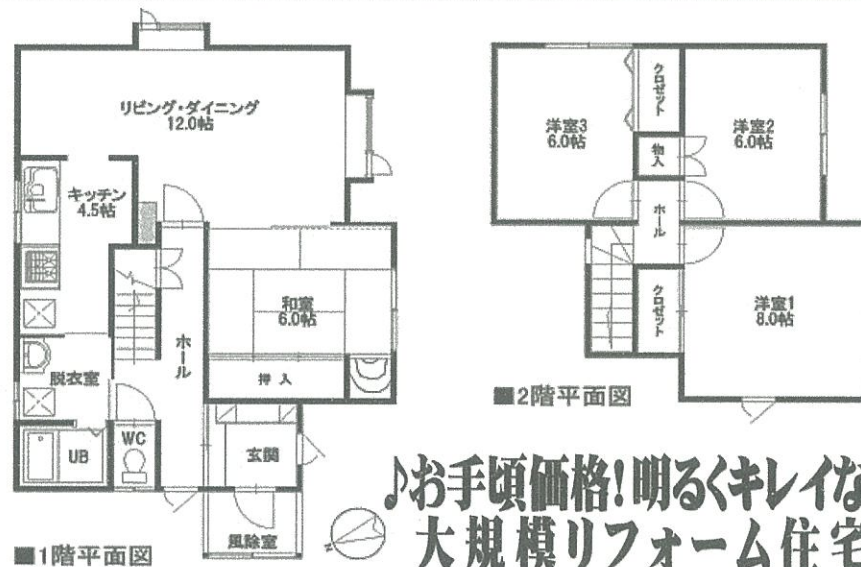 リビング・ダイニング
12.0帖
キッチン
4.5帖
和室
6.0帖
ホール
押入
脱衣室
WC
UB
玄関
風除室
■1階平面図
洋室3
6.0帖
クロゼット
洋室2
6.0帖
物入
ホール
クロゼット
洋室1
8.0帖
■2階平面図
N
♪お手頃価格!明るくキレイな
大規模リフォーム住宅